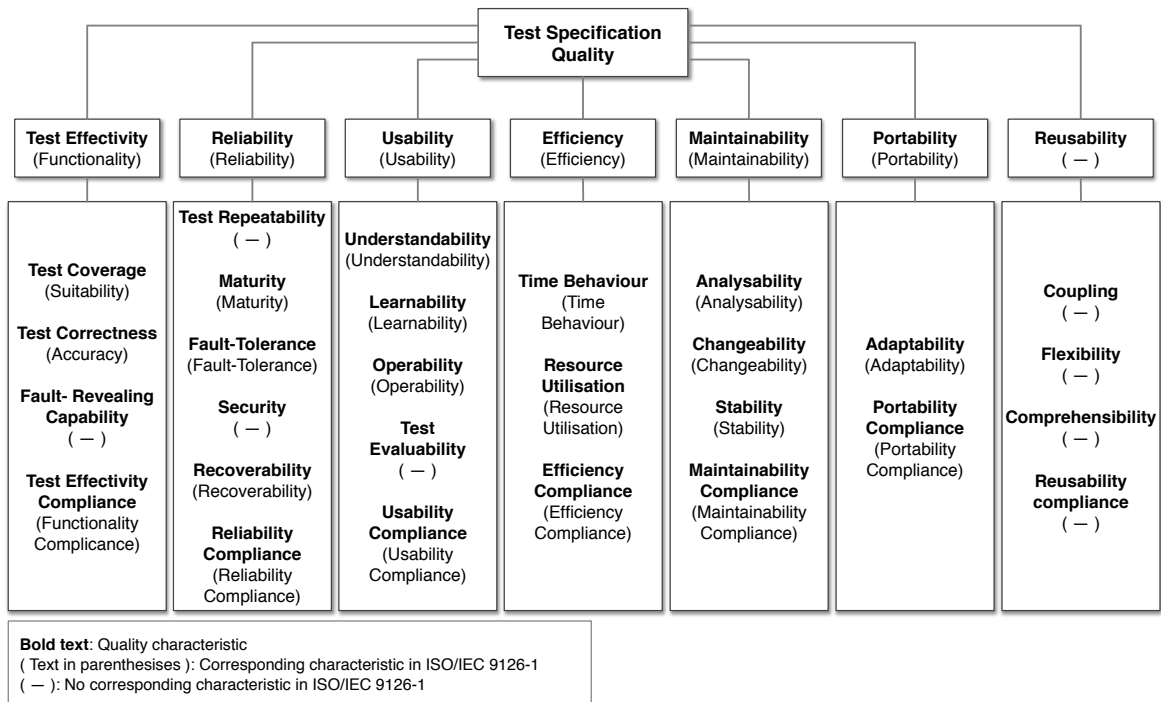 Test Specification
Quality
Test Effectivity
(Functionality)
Reliability
(Reliability)
Usability
(Usability)
Efficiency
(Efficiency)
Maintainability
(Maintainability)
Portability
(Portability)
Reusability
( — )
Test Coverage
(Suitability)
Test Correctness
(Accuracy)
Fault- Revealing
Capability
( — )
Test Effectivity
Compliance
(Functionality
Complicance)
Test Repeatability
( — )
Maturity
(Maturity)
Fault-Tolerance
(Fault-Tolerance)
Security
( — )
Recoverability
(Recoverability)
Reliability
Compliance
(Reliability
Compliance)
Understandability
(Understandability)
Learnability
(Learnability)
Operability
(Operability)
Test
Evaluability
( — )
Usability
Compliance
(Usability
Compliance)
Time Behaviour
(Time
Behaviour)
Resource
Utilisation
(Resource
Utilisation)
Efficiency
Compliance
(Efficiency
Compliance)
Analysability
(Analysability)
Changeability
(Changeability)
Stability
(Stability)
Maintainability
Compliance
(Maintainability
Compliance)
Adaptability
(Adaptability)
Portability
Compliance
(Portability
Compliance)
Coupling
( — )
Flexibility
( — )
Comprehensibility
( — )
Reusability
compliance
( — )
Bold text: Quality characteristic
( Text in parenthesises ): Corresponding characteristic in ISO/IEC 9126-1
( — ): No corresponding characteristic in ISO/IEC 9126-1